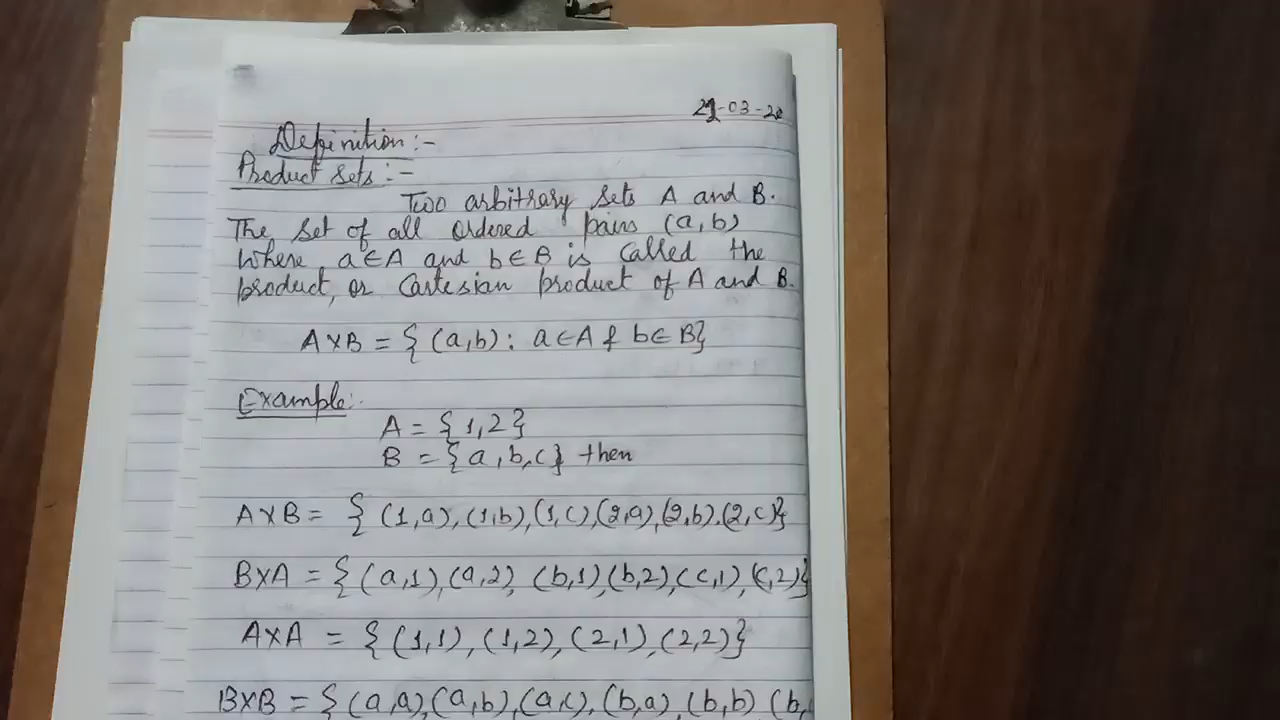 21-03-20
Definition:-
Product Sets:-
Two arbitrary sets A and B.
The set of all ordered pairs (a,b)
where a∈A and b∈B is called the
product, or Cartesian product of A and B.
A×B = { (a,b): a∈A & b∈B}
Example:
A = {1,2}
B = {a,b,c} then
A×B = { (1,a), (1,b), (1,c), (2,a), (2,b), (2,c)}
B×A = { (a,1), (a,2), (b,1) (b,2), (c,1), (c,2)}
A×A = { (1,1), (1,2), (2,1), (2,2)}
B×B = { (a,a), (a,b), (a,c), (b,a), (b,b) (b,